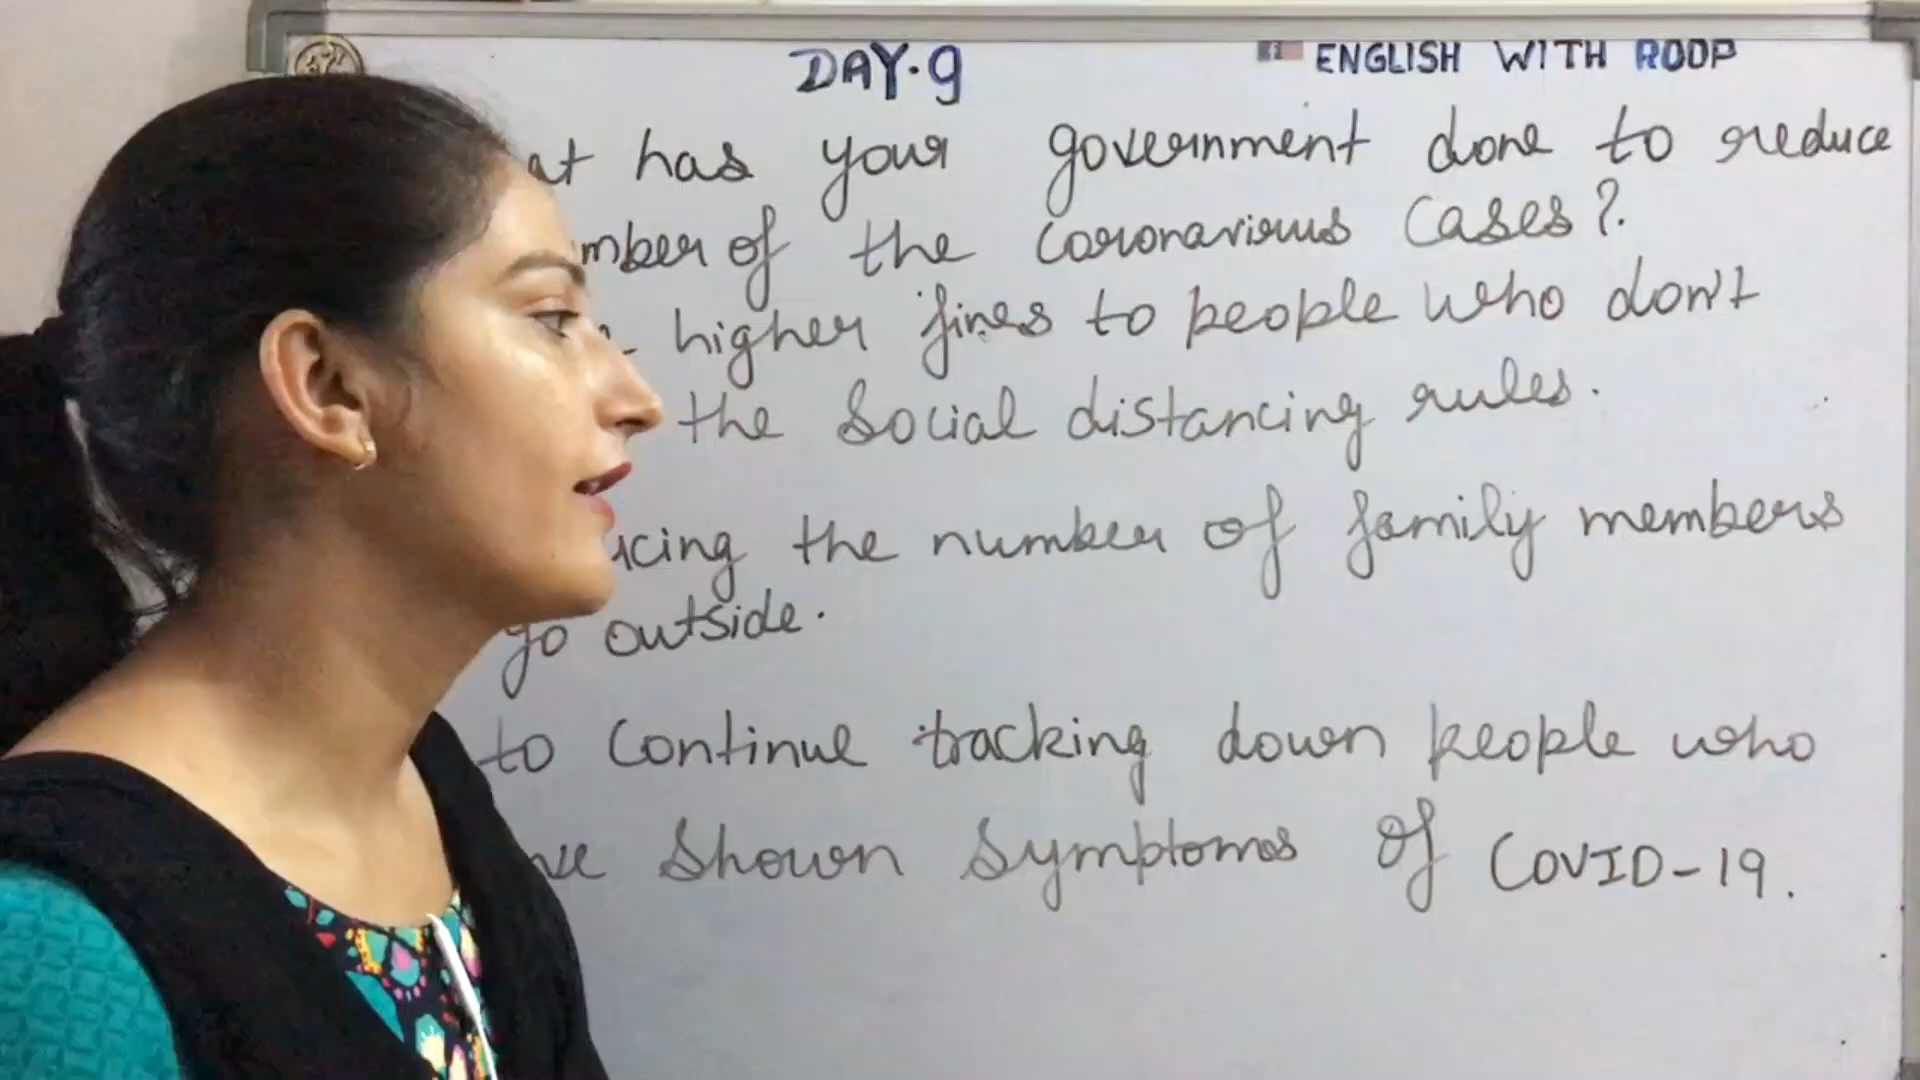 DAY.9
ENGLISH WITH ROOP
has your government done to reduce
of the coronavirus cases?
higher fines to people who don't
the social distancing rules.
the number of family members
go outside.
to continue tracking down people who
shown symptoms of COVID-19.